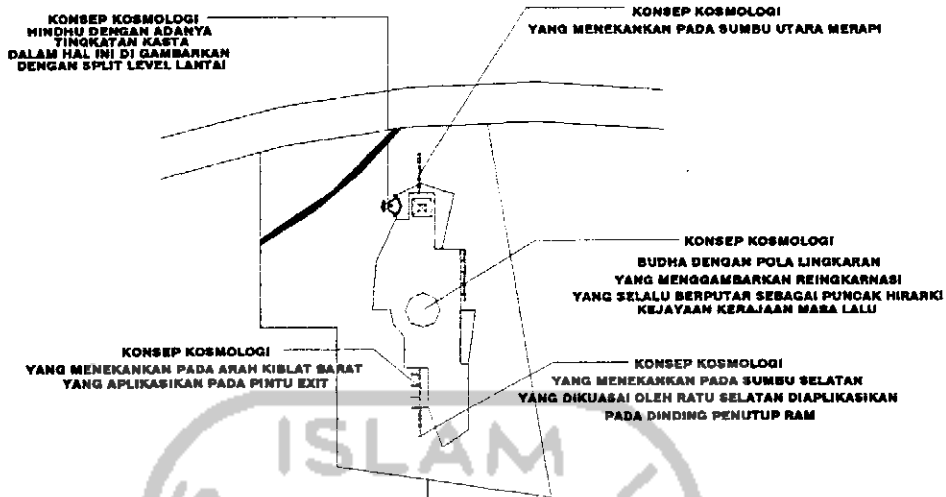 KONSEP KOSMOLOGI
HINDHU DENGAN ADANYA
TINGKATAN KASTA
DALAM HAL INI DI GAMBARKAN
DENGAN SPLIT LEVEL LANTAI
KONSEP KOSMOLOGI
YANG MENEKANKAN PADA SUMBU UTARA MERAPI
KONSEP KOSMOLOGI
BUDHA DENGAN POLA LINGKARAN
YANG MENGGAMBARKAN REINGKARNASI
YANG SELALU BERPUTAR SEBAGAI PUNCAK HIRARKI
KEJAYAAN KERAJAAN MASA LALU
KONSEP KOSMOLOGI
YANG MENEKANKAN PADA ARAH KIBLAT BARAT
YANG APLIKASIKAN PADA PINTU EXIT
KONSEP KOSMOLOGI
YANG MENEKANKAN PADA SUMBU SELATAN
YANG DIKUASAI OLEH RATU SELATAN DIAPLIKASIKAN
PADA DINDING PENUTUP RAM
ISLAM